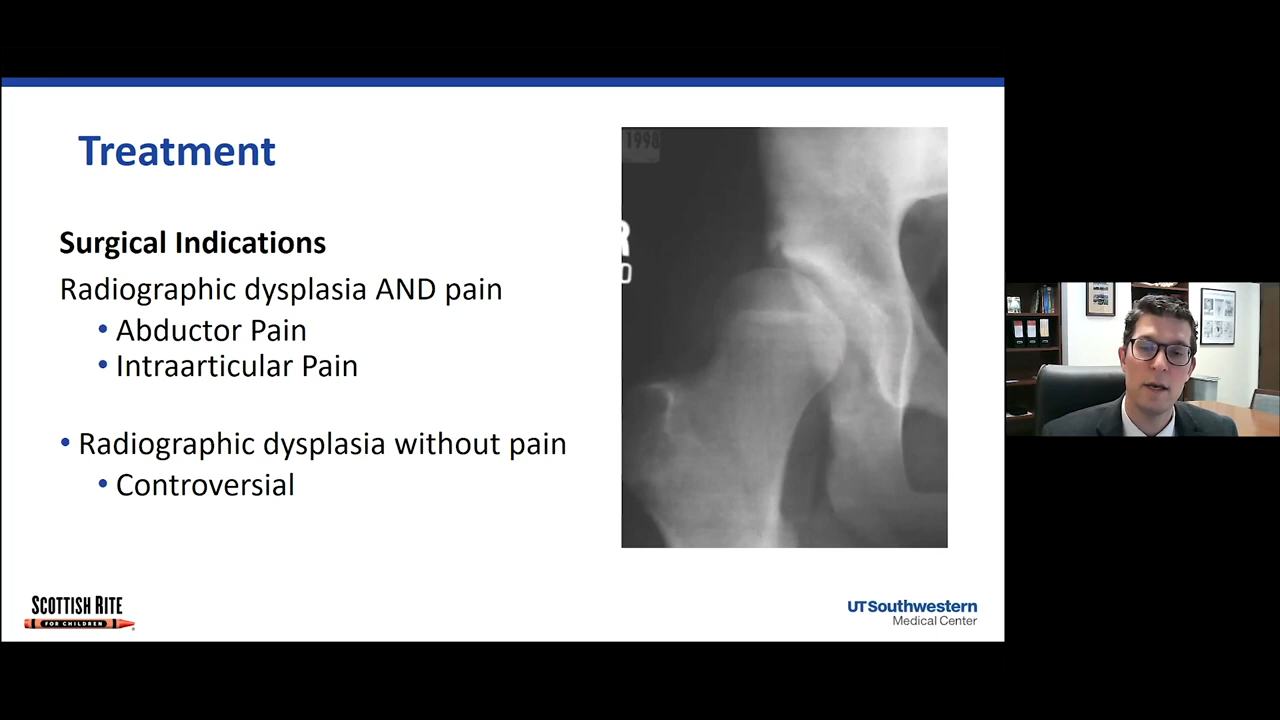 Treatment
Surgical Indications
Radiographic dysplasia AND pain
• Abductor Pain
• Intraarticular Pain
• Radiographic dysplasia without pain
• Controversial
1998
R
SCOTTISH RITE
FOR CHILDREN
UTSouthwestern
Medical Center